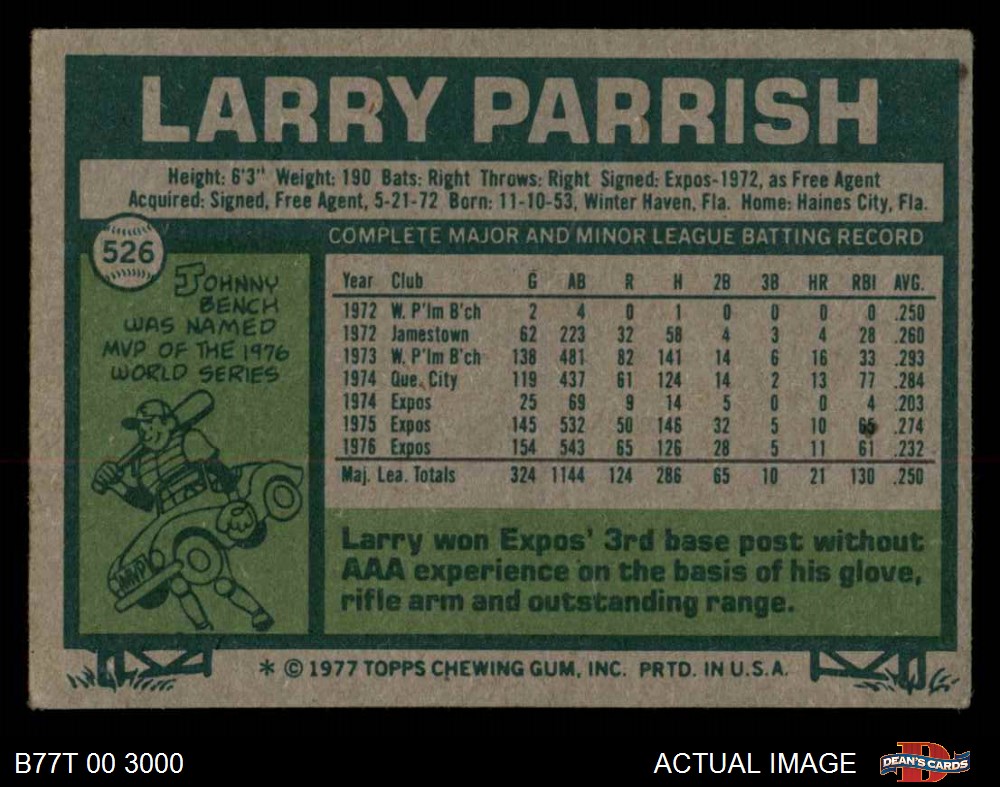 LARRY PARRISH
Height: 6'3" Weight: 190 Bats: Right Throws: Right Signed: Expos-1972, as Free Agent
Acquired: Signed, Free Agent, 5-21-72 Born: 11-10-53, Winter Haven, Fla. Home: Haines City, Fla.
526
JOHNNY
BENCH
WAS NAMED
MVP OF THE 1976
WORLD SERIES
MVP
COMPLETE MAJOR AND MINOR LEAGUE BATTING RECORD
Year Club G AB R H 2B 3B HR RBI AVG.
1972 W. P'lm B'ch 2 4 0 1 0 0 0 0 .250
1972 Jamestown 62 223 32 58 4 3 4 28 .260
1973 W. P'lm B'ch 138 481 82 141 14 6 16 33 .293
1974 Que. City 119 437 61 124 14 2 13 77 .284
1974 Expos 25 69 9 14 5 0 0 4 .203
1975 Expos 145 532 50 146 32 5 10 65 .274
1976 Expos 154 543 65 126 28 5 11 61 .232
Maj. Lea. Totals 324 1144 124 286 65 10 21 130 .250
Larry won Expos' 3rd base post without
AAA experience on the basis of his glove,
rifle arm and outstanding range.
* © 1977 TOPPS CHEWING GUM, INC. PRTD. IN U.S.A.
B77T 00 3000
ACTUAL IMAGE
D
DEAN'S CARDS